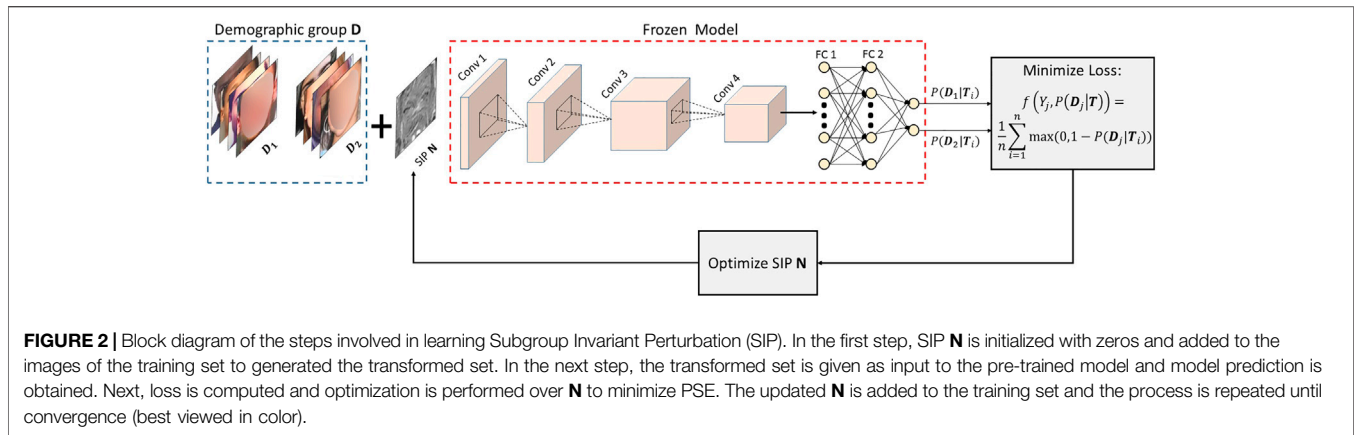 Demographic group D
Frozen Model
D1
D2
+
SIP N
Conv 1
Conv 2
Conv 3
Conv 4
FC 1
FC 2
P(D1|Ti)
P(D2|Ti)
Minimize Loss:
f (Yj, P(Dj|T)) =
1/n ∑ i=1 n max(0,1 − P(Dj|Ti))
Optimize SIP N
FIGURE 2 | Block diagram of the steps involved in learning Subgroup Invariant Perturbation (SIP). In the first step, SIP N is initialized with zeros and added to the
images of the training set to generated the transformed set. In the next step, the transformed set is given as input to the pre-trained model and model prediction is
obtained. Next, loss is computed and optimization is performed over N to minimize PSE. The updated N is added to the training set and the process is repeated until
convergence (best viewed in color).